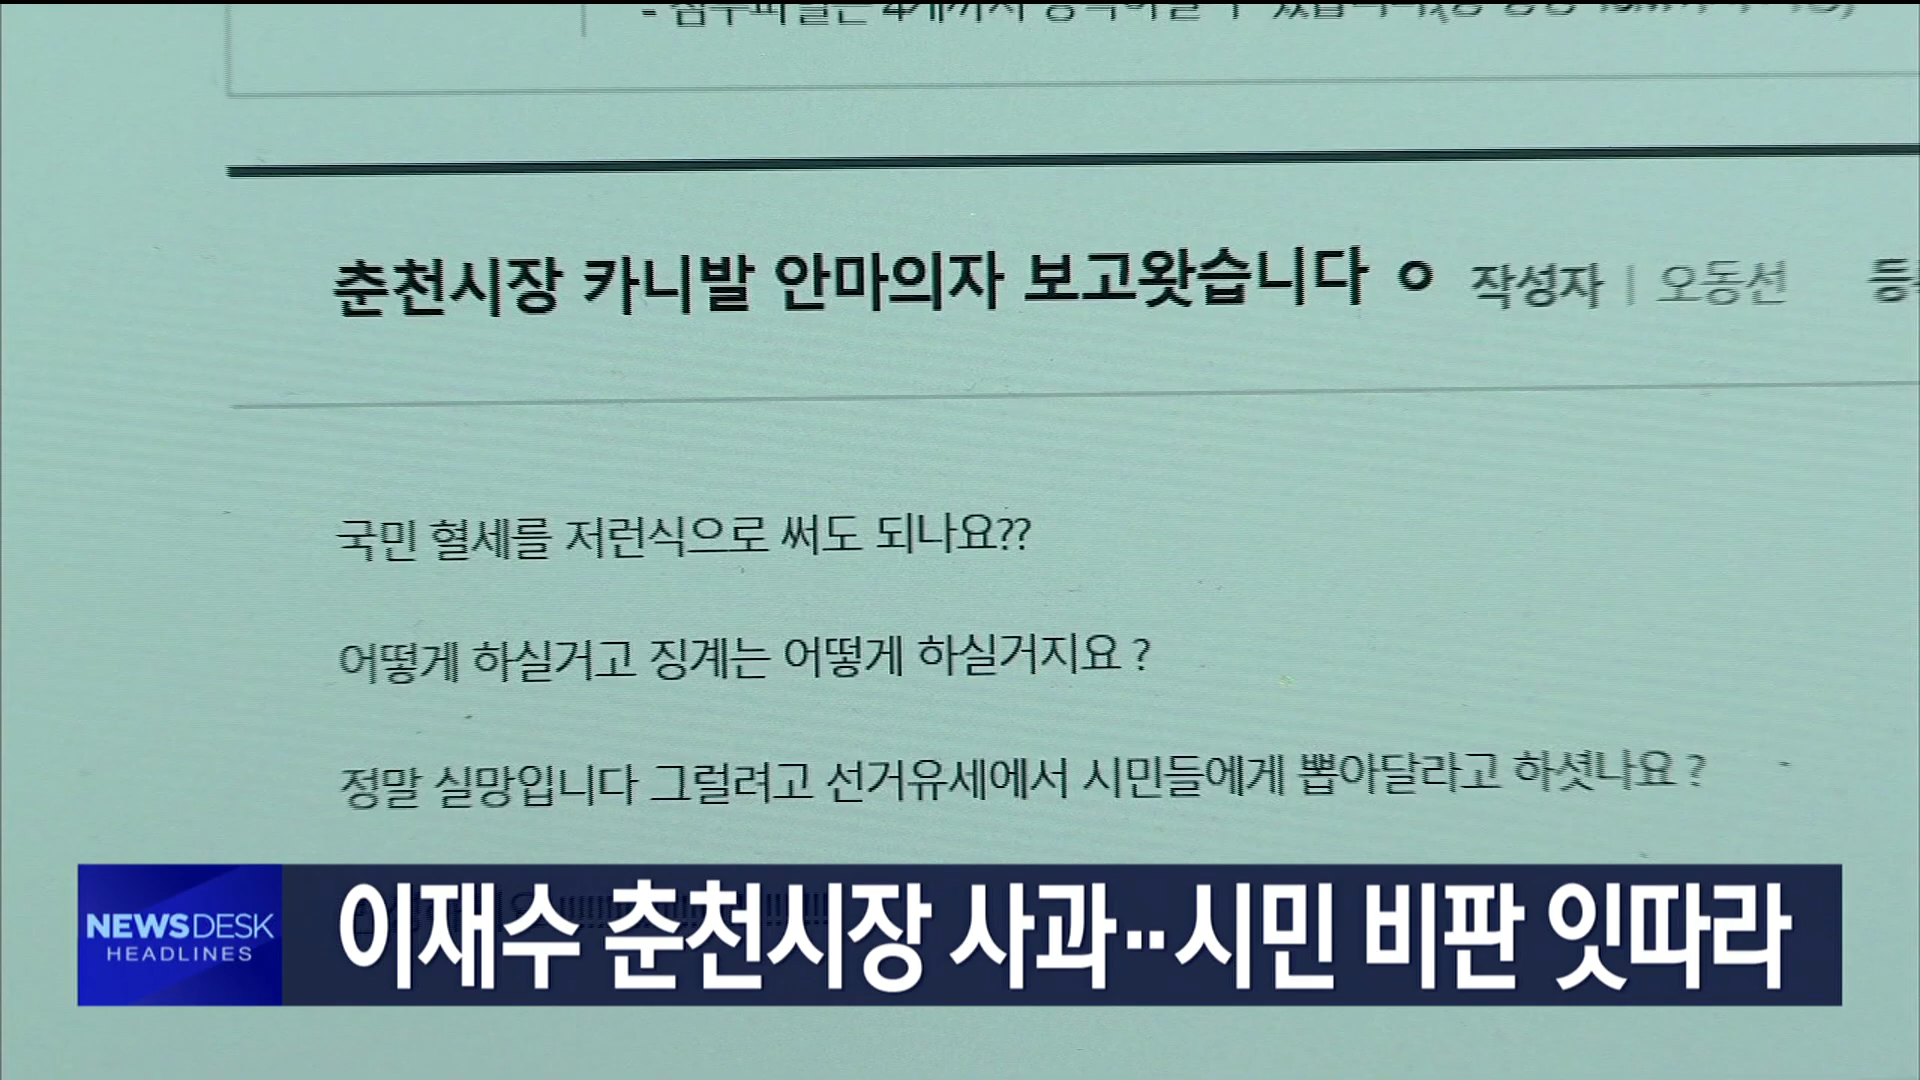 춘천시장 카니발 안마의자 보고왓습니다 ㅇ 작성자 | 오동선
국민 혈세를 저런식으로 써도 되나요??
어떻게 하실거고 징계는 어떻게 하실거지요 ?
정말 실망입니다 그럴려고 선거유세에서 시민들에게 뽑아달라고 하셧나요 ?
NEWSDESK
HEADLINES
이재수 춘천시장 사과··시민 비판 잇따라